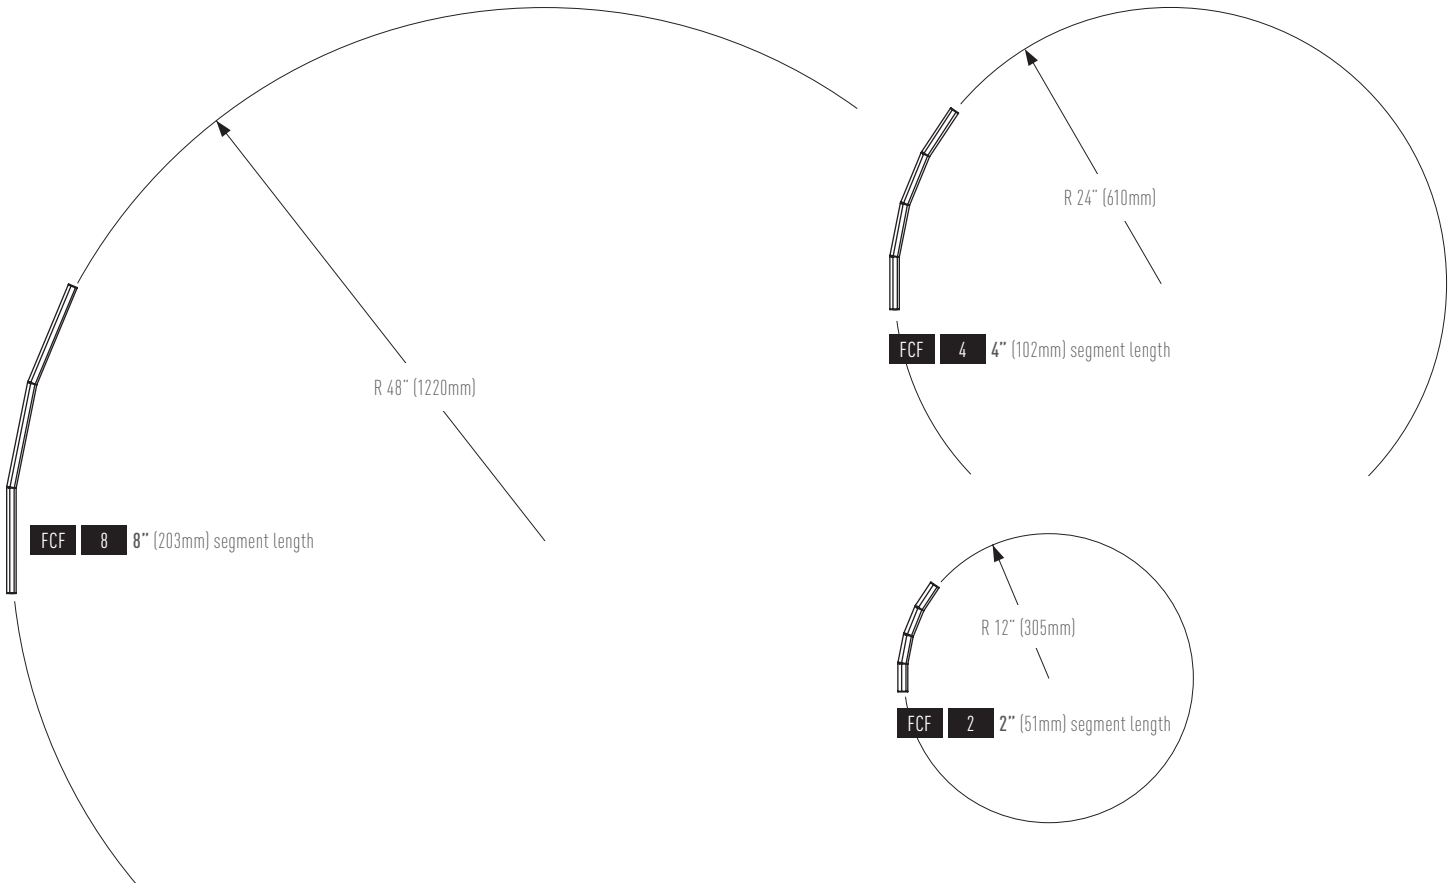 R 48¨ (1220mm)
FCF 8 8” (203mm) segment length
R 24¨ (610mm)
FCF 4 4” (102mm) segment length
R 12¨ (305mm)
FCF 2 2” (51mm) segment length